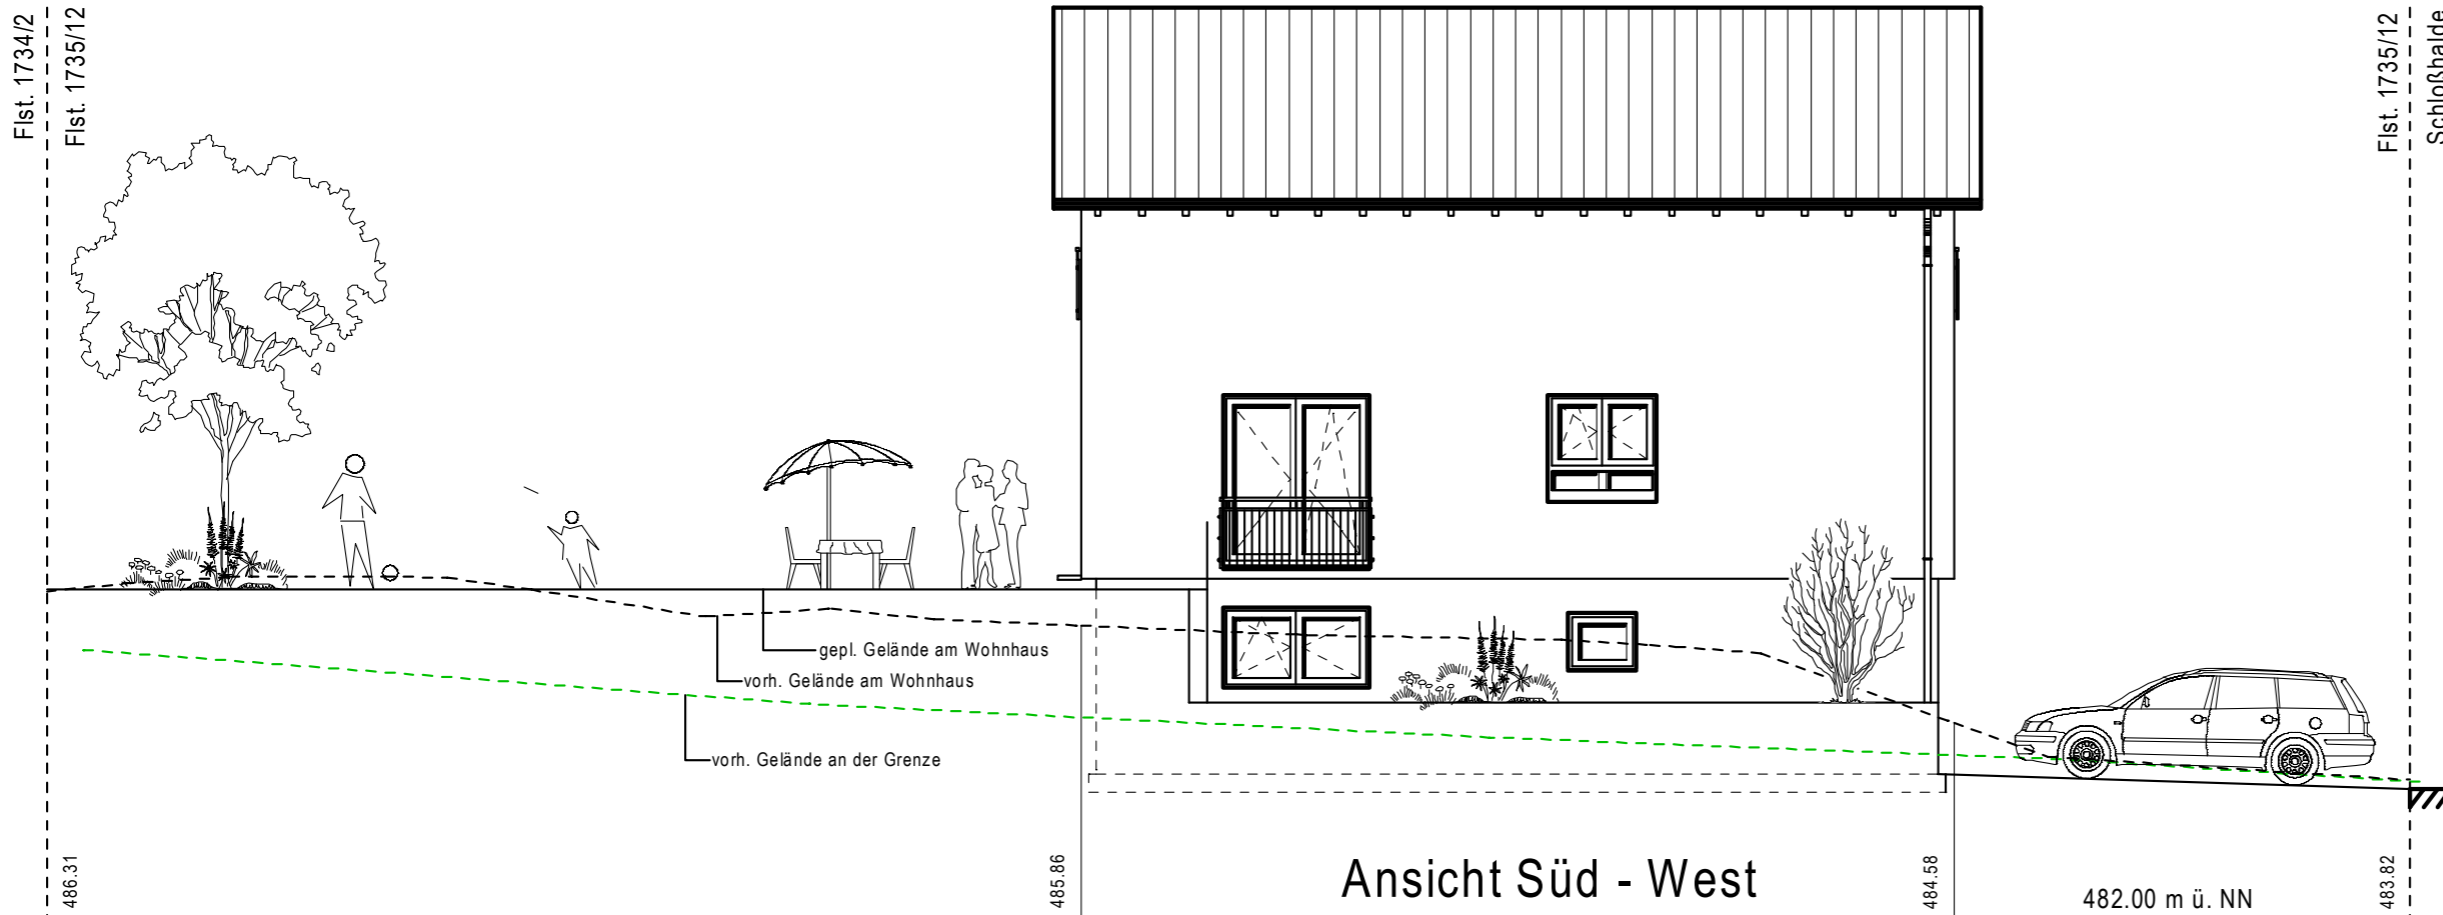 Flst. 1734/2
Flst. 1735/12
Flst. 1735/12
Schloßhalde
gepl. Gelände am Wohnhaus
vorh. Gelände am Wohnhaus
vorh. Gelände an der Grenze
486.31
485.86
Ansicht Süd - West
484.58
482.00 m ü. NN
483.82